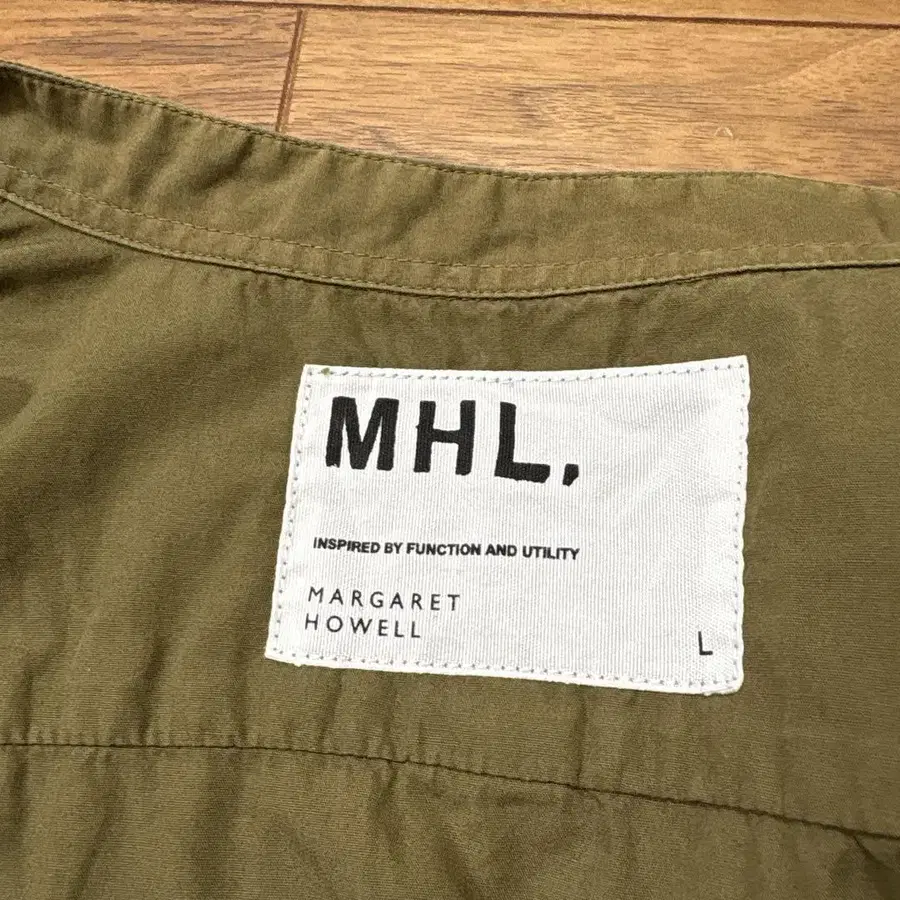 MHL.
INSPIRED BY FUNCTION AND UTILITY
MARGARET
HOWELL
L